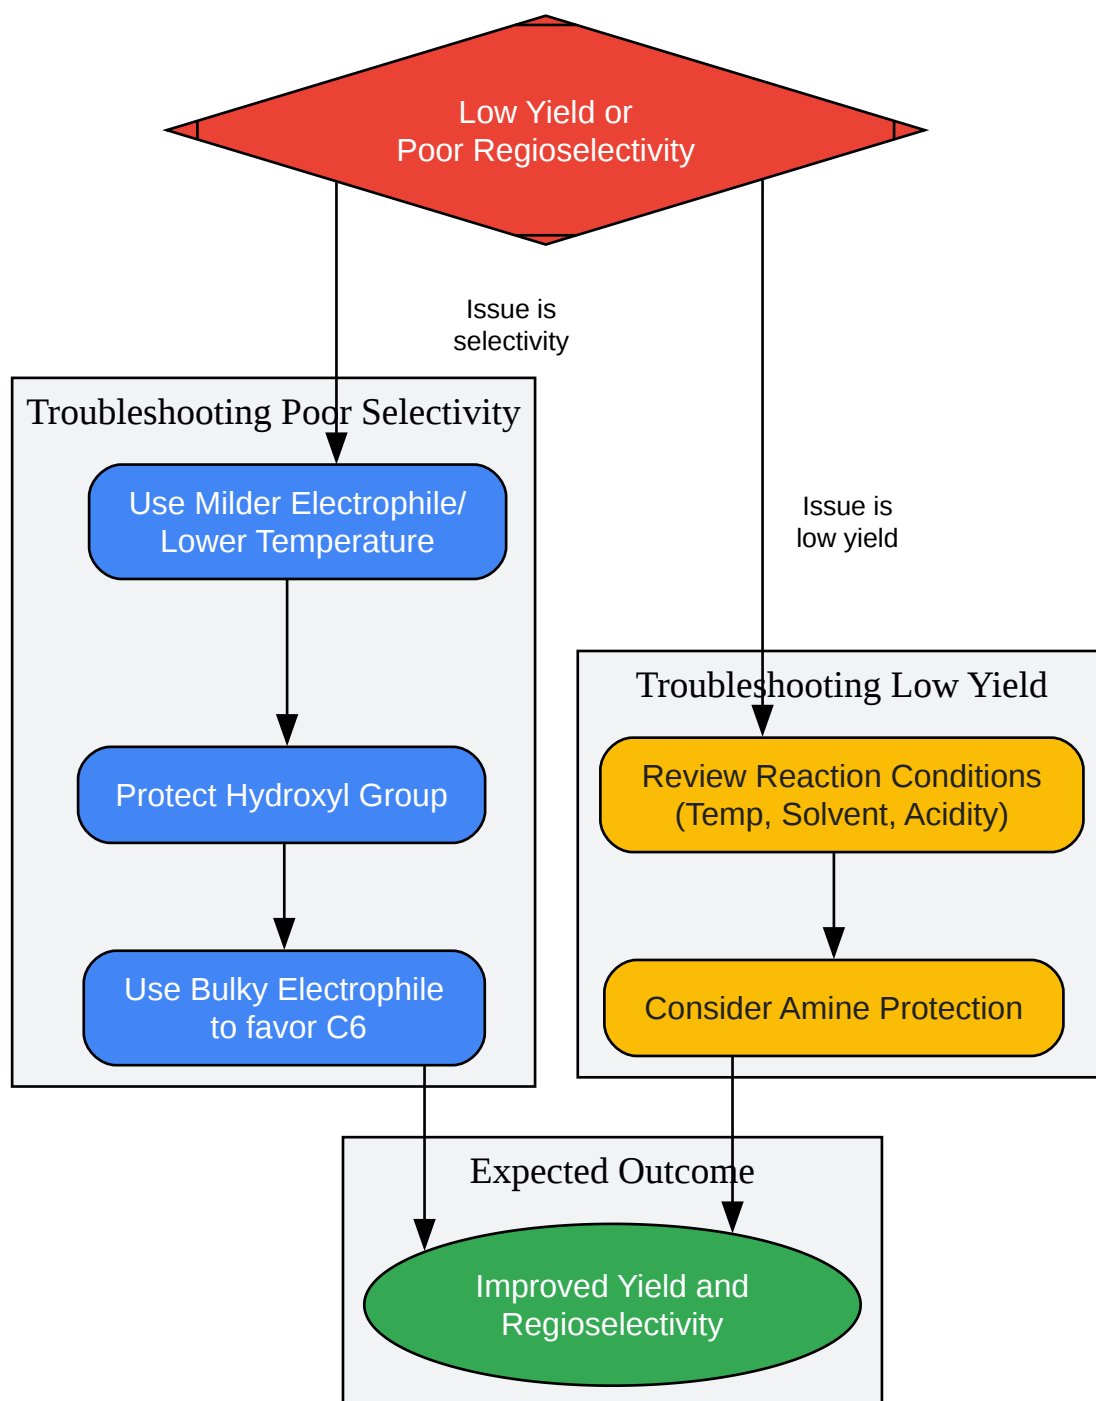 Low Yield or
Poor Regioselectivity
Issue is
selectivity
Troubleshooting Poor Selectivity
Use Milder Electrophile/
Lower Temperature
Protect Hydroxyl Group
Use Bulky Electrophile
to favor C6
Issue is
low yield
Troubleshooting Low Yield
Review Reaction Conditions
(Temp, Solvent, Acidity)
Consider Amine Protection
Expected Outcome
Improved Yield and
Regioselectivity